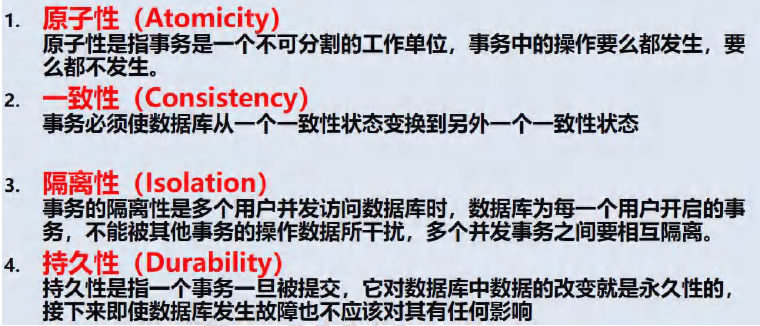 1. 原子性（Atomicity）
原子性是指事务是一个不可分割的工作单位，事务中的操作要么都发生，要
么都不发生。
2. 一致性（Consistency）
事务必须使数据库从一个一致性状态变换到另外一个一致性状态
3. 隔离性（Isolation）
事务的隔离性是多个用户并发访问数据库时，数据库为每一个用户开启的事
务，不能被其他事务的操作数据所干扰，多个并发事务之间要相互隔离。
4. 持久性（Durability）
持久性是指一个事务一旦被提交，它对数据库中数据的改变就是永久性的，
接下来即使数据库发生故障也不应该对其有任何影响